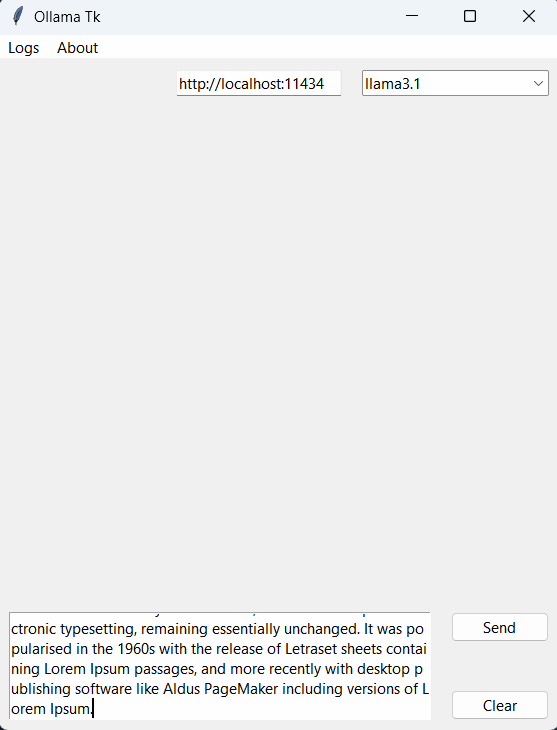 Ollama Tk
Logs About
http://localhost:11434 llama3.1
ctronic typesetting, remaining essentially unchanged. It was po
pularised in the 1960s with the release of Letraset sheets contai
ning Lorem Ipsum passages, and more recently with desktop p
ublishing software like Aldus PageMaker including versions of L
orem Ipsum.
Send
Clear